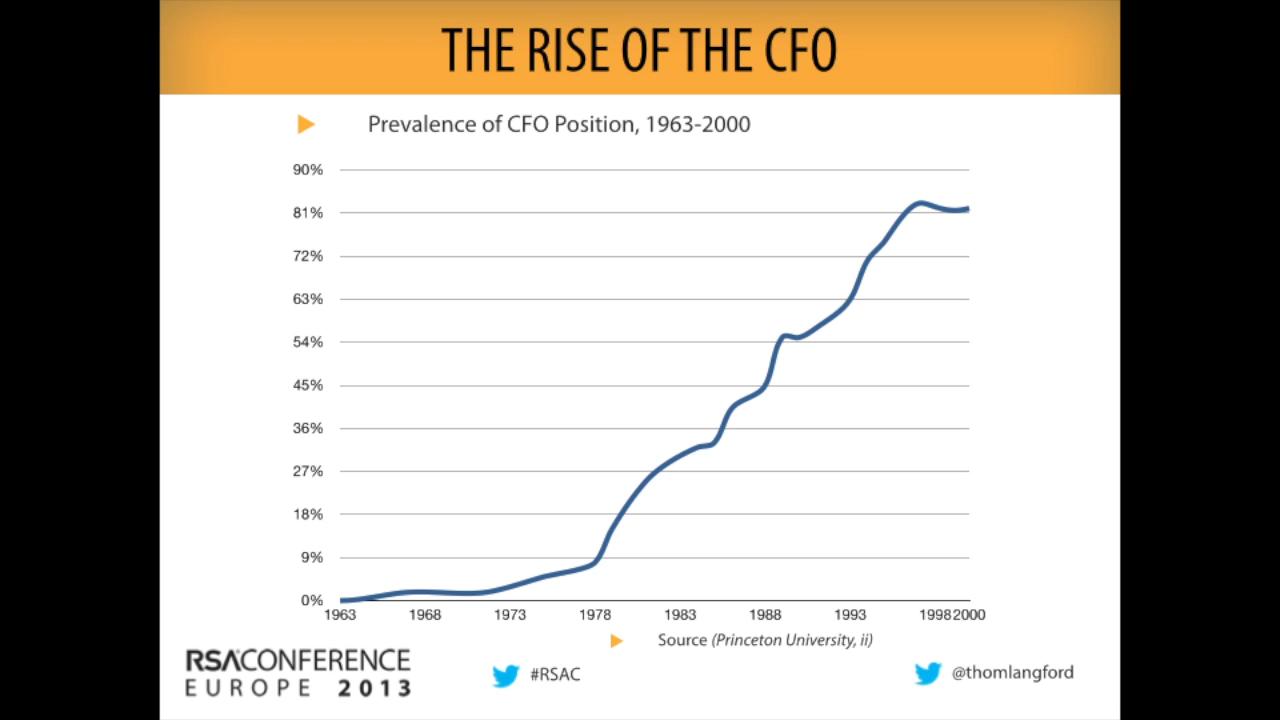 THE RISE OF THE CFO
Prevalence of CFO Position, 1963-2000
90%
81%
72%
63%
54%
45%
36%
27%
18%
9%
0%
1963 1968 1973 1978 1983 1988 1993 1998 2000
Source (Princeton University, ii)
RSACONFERENCE
EUROPE 2013
#RSAC
@thomlangford